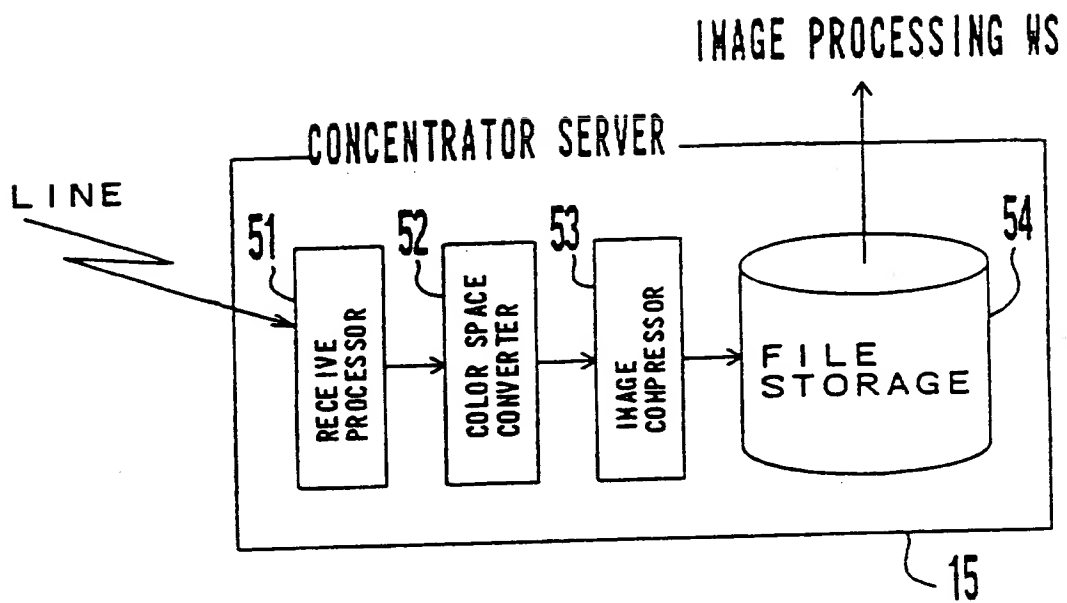 IMAGE PROCESSING WS
CONCENTRATOR SERVER
LINE
51
52
53
54
RECEIVE
PROCESSOR
COLOR SPACE
CONVERTER
IMAGE
COMPRESSOR
FILE
STORAGE
15